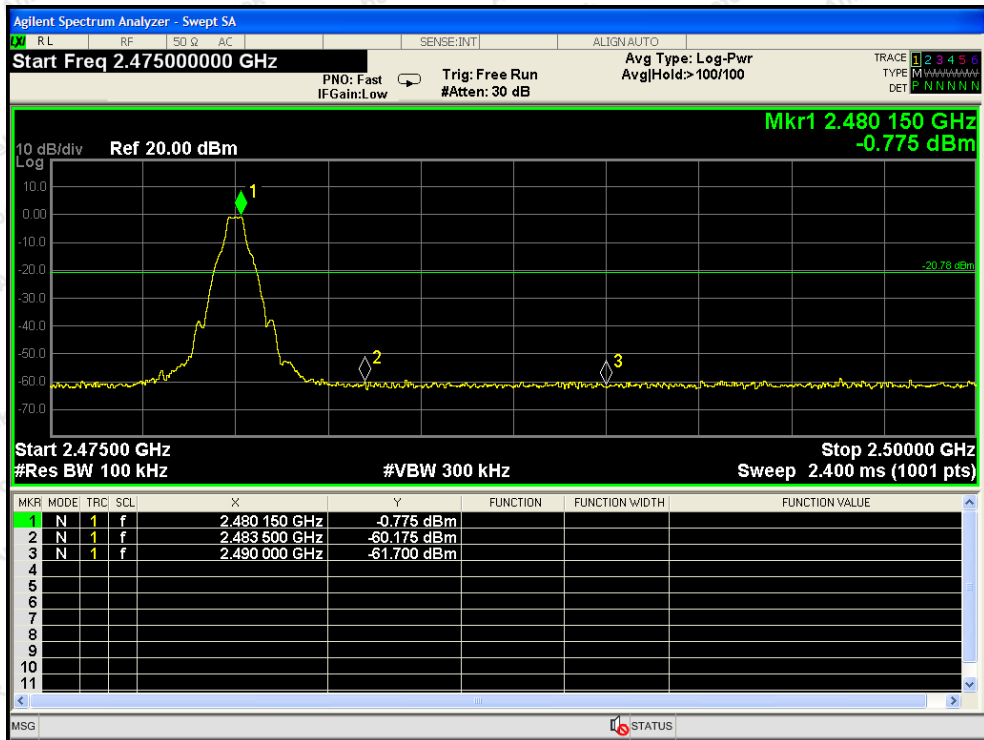 Agilent Spectrum Analyzer - Swept SA
LXI RL RF 50 Ω AC SENSE:INT ALIGNAUTO
Start Freq 2.475000000 GHz
Avg Type: Log-Pwr
TRACE 1 2 3 4 5 6
PNO: Fast Trig: Free Run Avg|Hold:>100/100
TYPE M
IFGain:Low #Atten: 30 dB
DET P N N N N N
Mkr1 2.480 150 GHz
-0.775 dBm
10 dB/div Ref 20.00 dBm
Log
10.0
1
0.00
-10.0
-20.0
-20.78 dBm
-30.0
-40.0
-50.0
2
3
-60.0
-70.0
Start 2.47500 GHz Stop 2.50000 GHz
#Res BW 100 kHz #VBW 300 kHz Sweep 2.400 ms (1001 pts)
MKR MODE TRC SCL X Y FUNCTION FUNCTION WIDTH FUNCTION VALUE
1 N 1 f 2.480 150 GHz -0.775 dBm
2 N 1 f 2.483 500 GHz -60.175 dBm
3 N 1 f 2.490 000 GHz -61.700 dBm
4
5
6
7
8
9
10
11
MSG STATUS